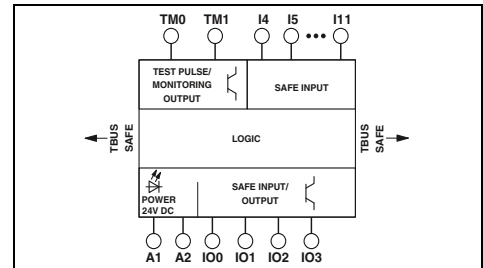 TM0 TM1 I4 I5 ••• I11
TEST PULSE/
MONITORING
OUTPUT
SAFE INPUT
TBUS
SAFE
LOGIC
TBUS
SAFE
POWER
24V DC
SAFE INPUT/
OUTPUT
A1 A2 IO0 IO1 IO2 IO3